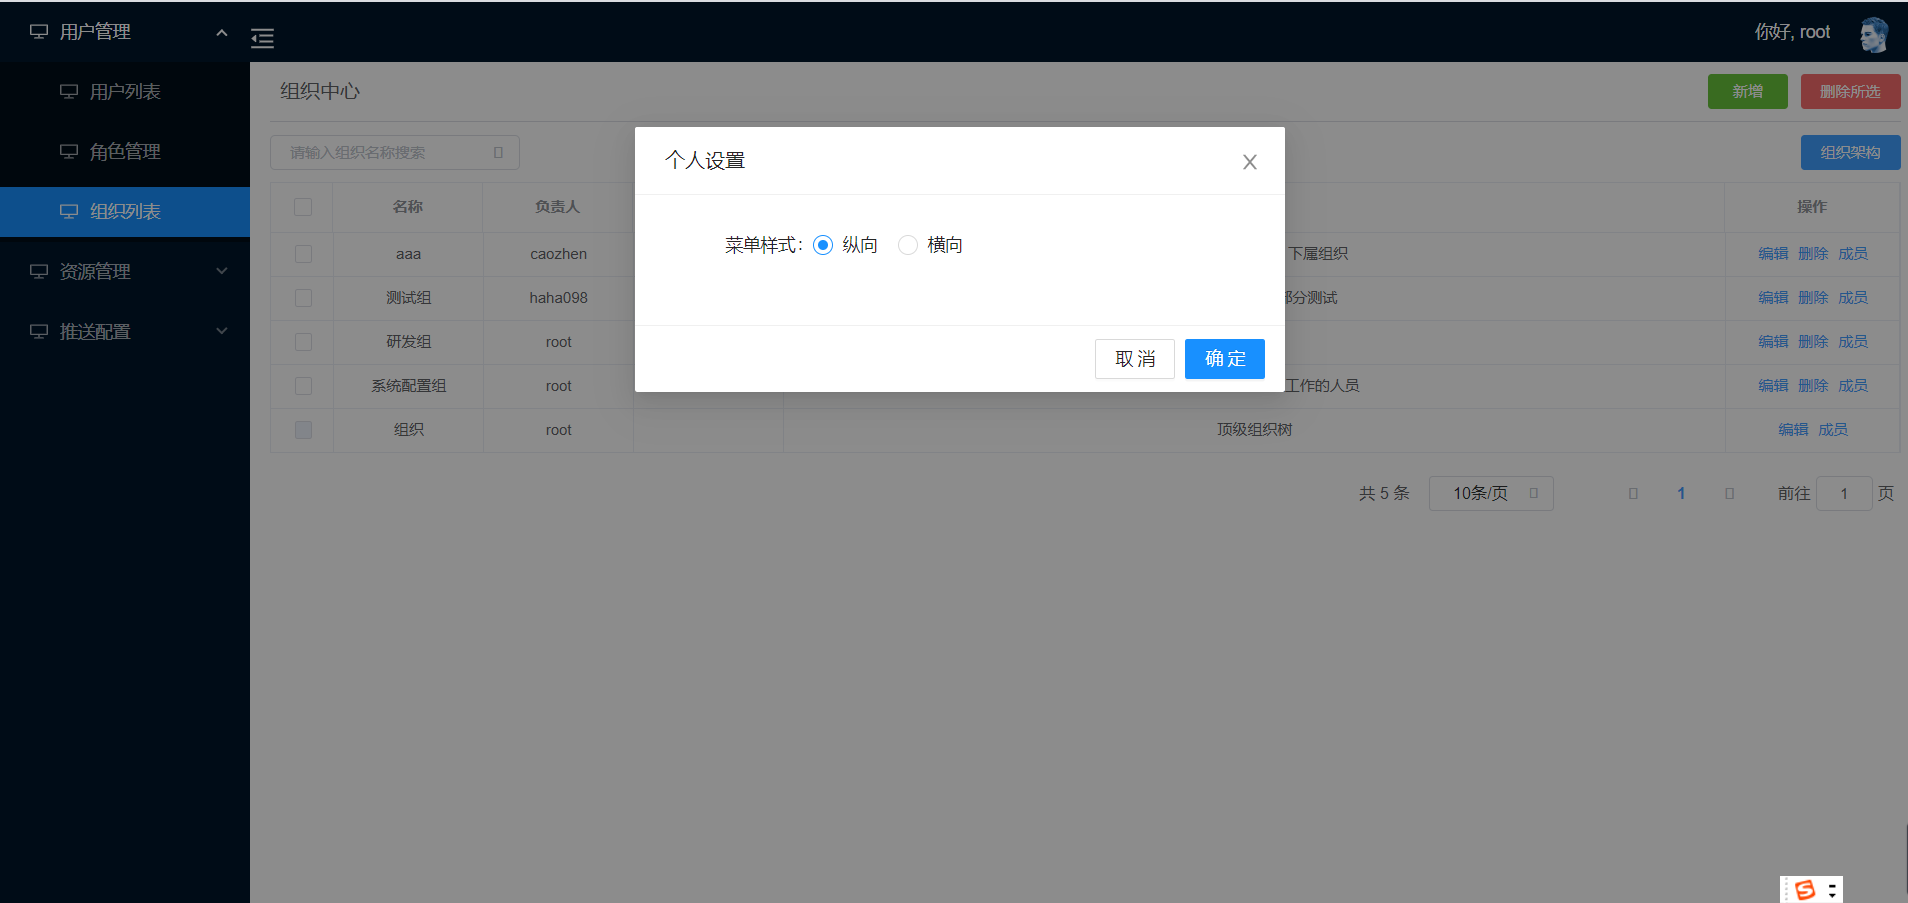 用户管理
你好, root
用户列表
角色管理
组织列表
资源管理
推送配置
组织中心
新增
删除所选
请输入组织名称搜索
组织架构
名称
负责人
操作
aaa
caozhen
下属组织
编辑 删除 成员
测试组
haha098
部分测试
编辑 删除 成员
研发组
root
编辑 删除 成员
系统配置组
root
工作的人员
编辑 删除 成员
组织
root
顶级组织树
编辑 成员
共 5 条
10条/页
1
前往
1
页
个人设置
菜单样式:
纵向
横向
取 消
确 定